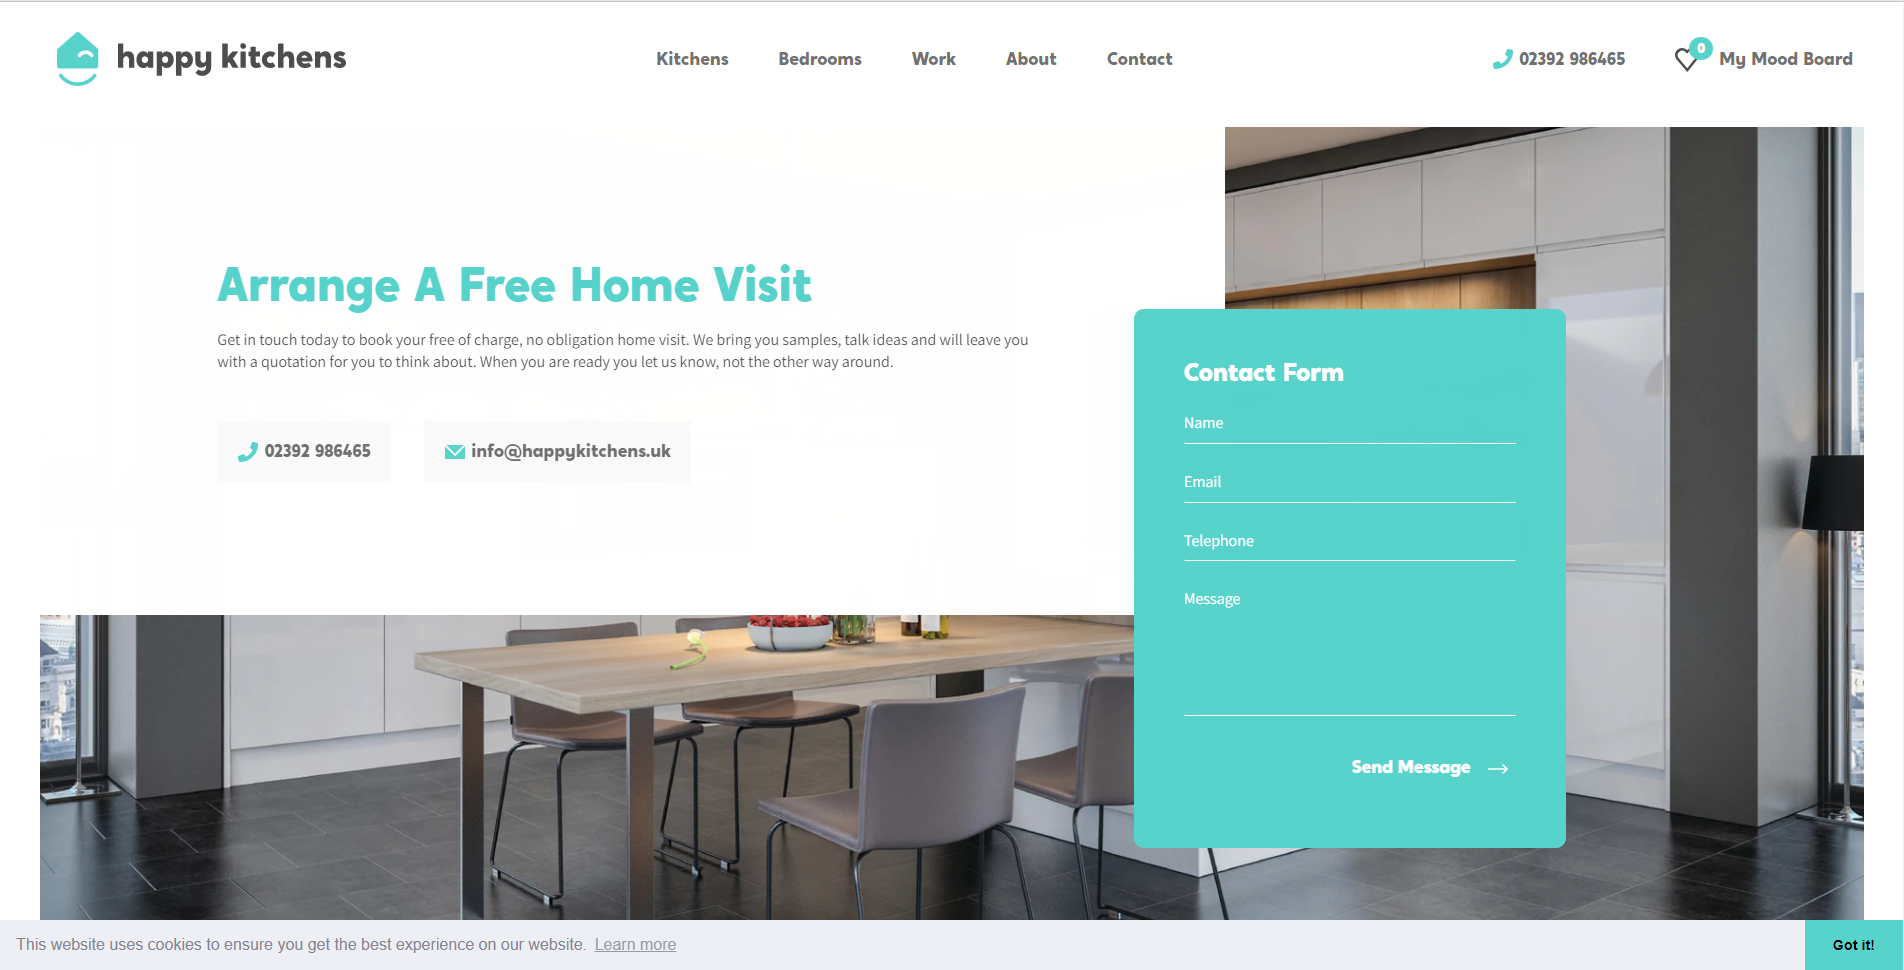 happy kitchens
Kitchens
Bedrooms
Work
About
Contact
02392 986465
0
My Mood Board
Arrange A Free Home Visit
Get in touch today to book your free of charge, no obligation home visit. We bring you samples, talk ideas and will leave you
with a quotation for you to think about. When you are ready you let us know, not the other way around.
02392 986465
info@happykitchens.uk
Contact Form
Name
Email
Telephone
Message
Send Message
This website uses cookies to ensure you get the best experience on our website. Learn more
Got it!